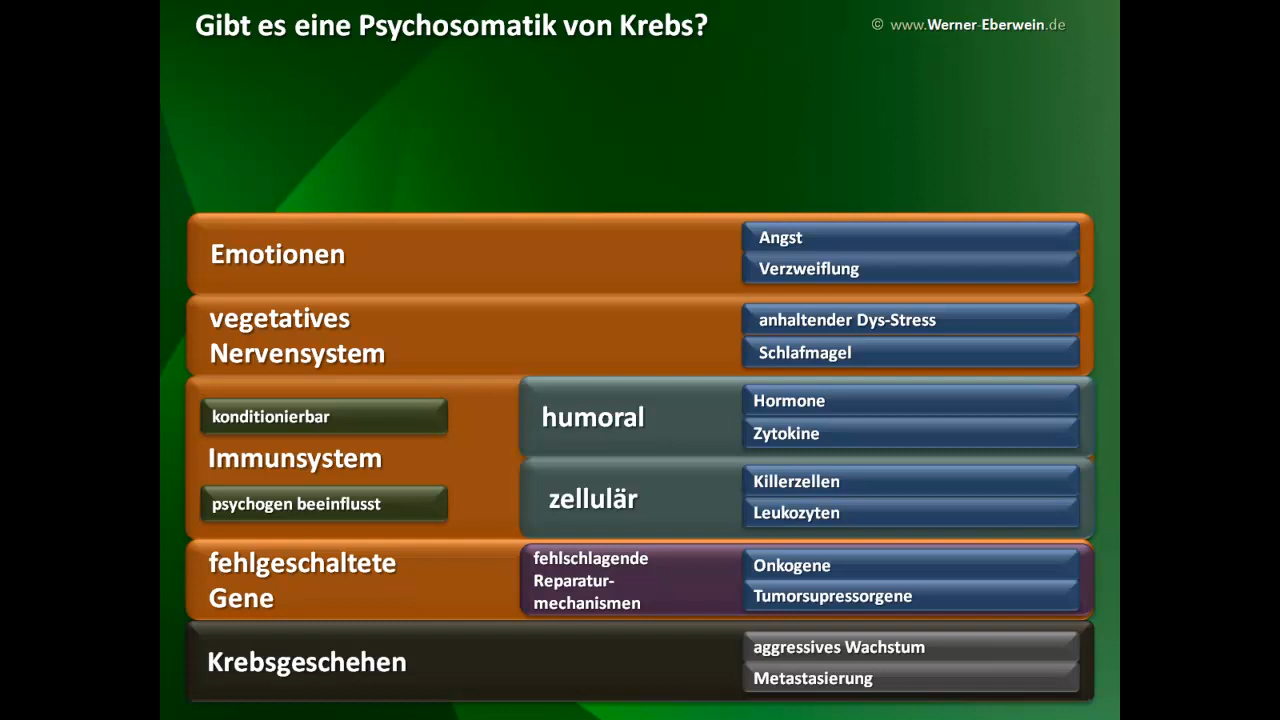 Gibt es eine Psychosomatik von Krebs?
© www.Werner-Eberwein.de
Emotionen
Angst
Verzweiflung
vegetatives
Nervensystem
anhaltender Dys-Stress
Schlafmagel
konditionierbar
Immunsystem
psychogen beeinflusst
humoral
Hormone
Zytokine
zellulär
Killerzellen
Leukozyten
fehlgeschaltete
Gene
fehlschlagende
Reparatur-
mechanismen
Onkogene
Tumorsupressorgene
Krebsgeschehen
aggressives Wachstum
Metastasierung